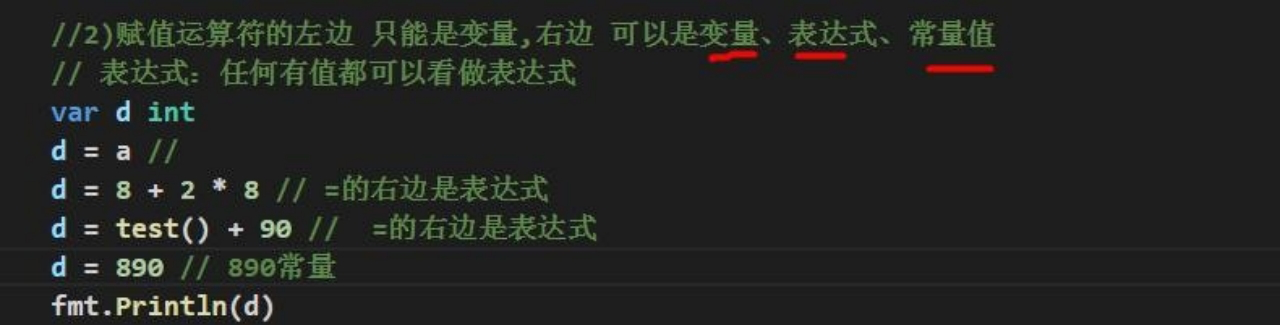 //2)赋值运算符的左边 只能是变量,右边 可以是变量、表达式、常量值
// 表达式：任何有值都可以看做表达式
var d int
d = a //
d = 8 + 2 * 8 // =的右边是表达式
d = test() + 90 //  =的右边是表达式
d = 890 // 890常量
fmt.Println(d)